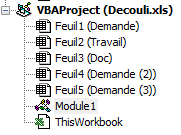 VBAProject (Decouli.xls)
Feuil1 (Demande)
Feuil2 (Travail)
Feuil3 (Doc)
Feuil4 (Demande (2))
Feuil5 (Demande (3))
Module1
ThisWorkbook